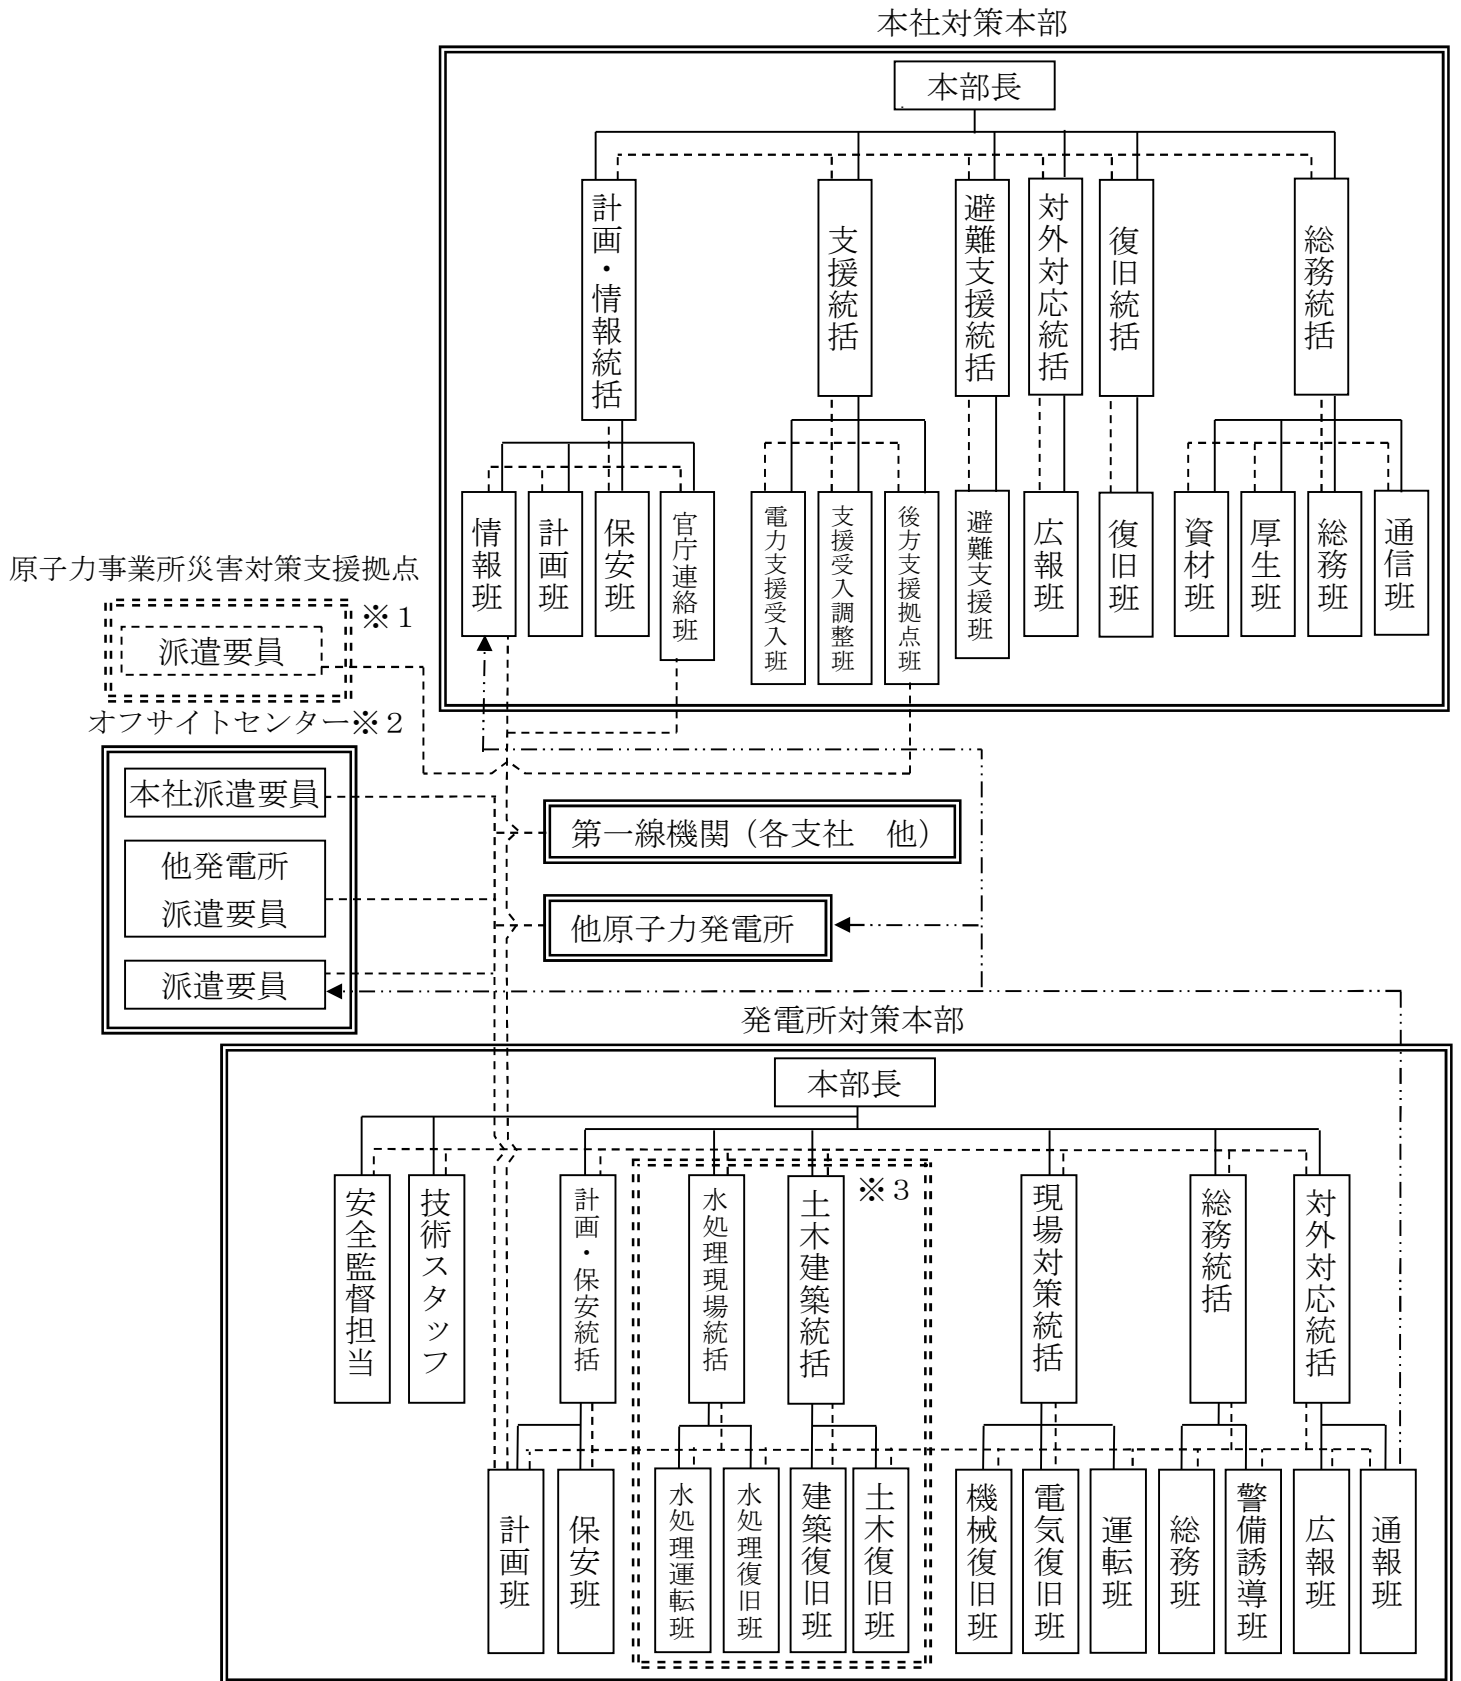 本社対策本部
本部長
計画・情報統括
支援統括
避難支援統括
対外対応統括
復旧統括
総務統括
情報班
計画班
保安班
官庁連絡班
電力支援受入班
支援受入調整班
後方支援拠点班
避難支援班
広報班
復旧班
資材班
厚生班
総務班
通信班
原子力事業所災害対策支援拠点
※1
派遣要員
オフサイトセンター※2
本社派遣要員
他発電所
派遣要員
派遣要員
第一線機関（各支社　他）
他原子力発電所
発電所対策本部
本部長
安全監督担当
技術スタッフ
計画・保安統括
水処理現場統括
土木建築統括
※3
現場対策統括
総務統括
対外対応統括
計画班
保安班
水処理運転班
水処理復旧班
建築復旧班
土木復旧班
機械復旧班
電気復旧班
運転班
総務班
警備誘導班
広報班
通報班